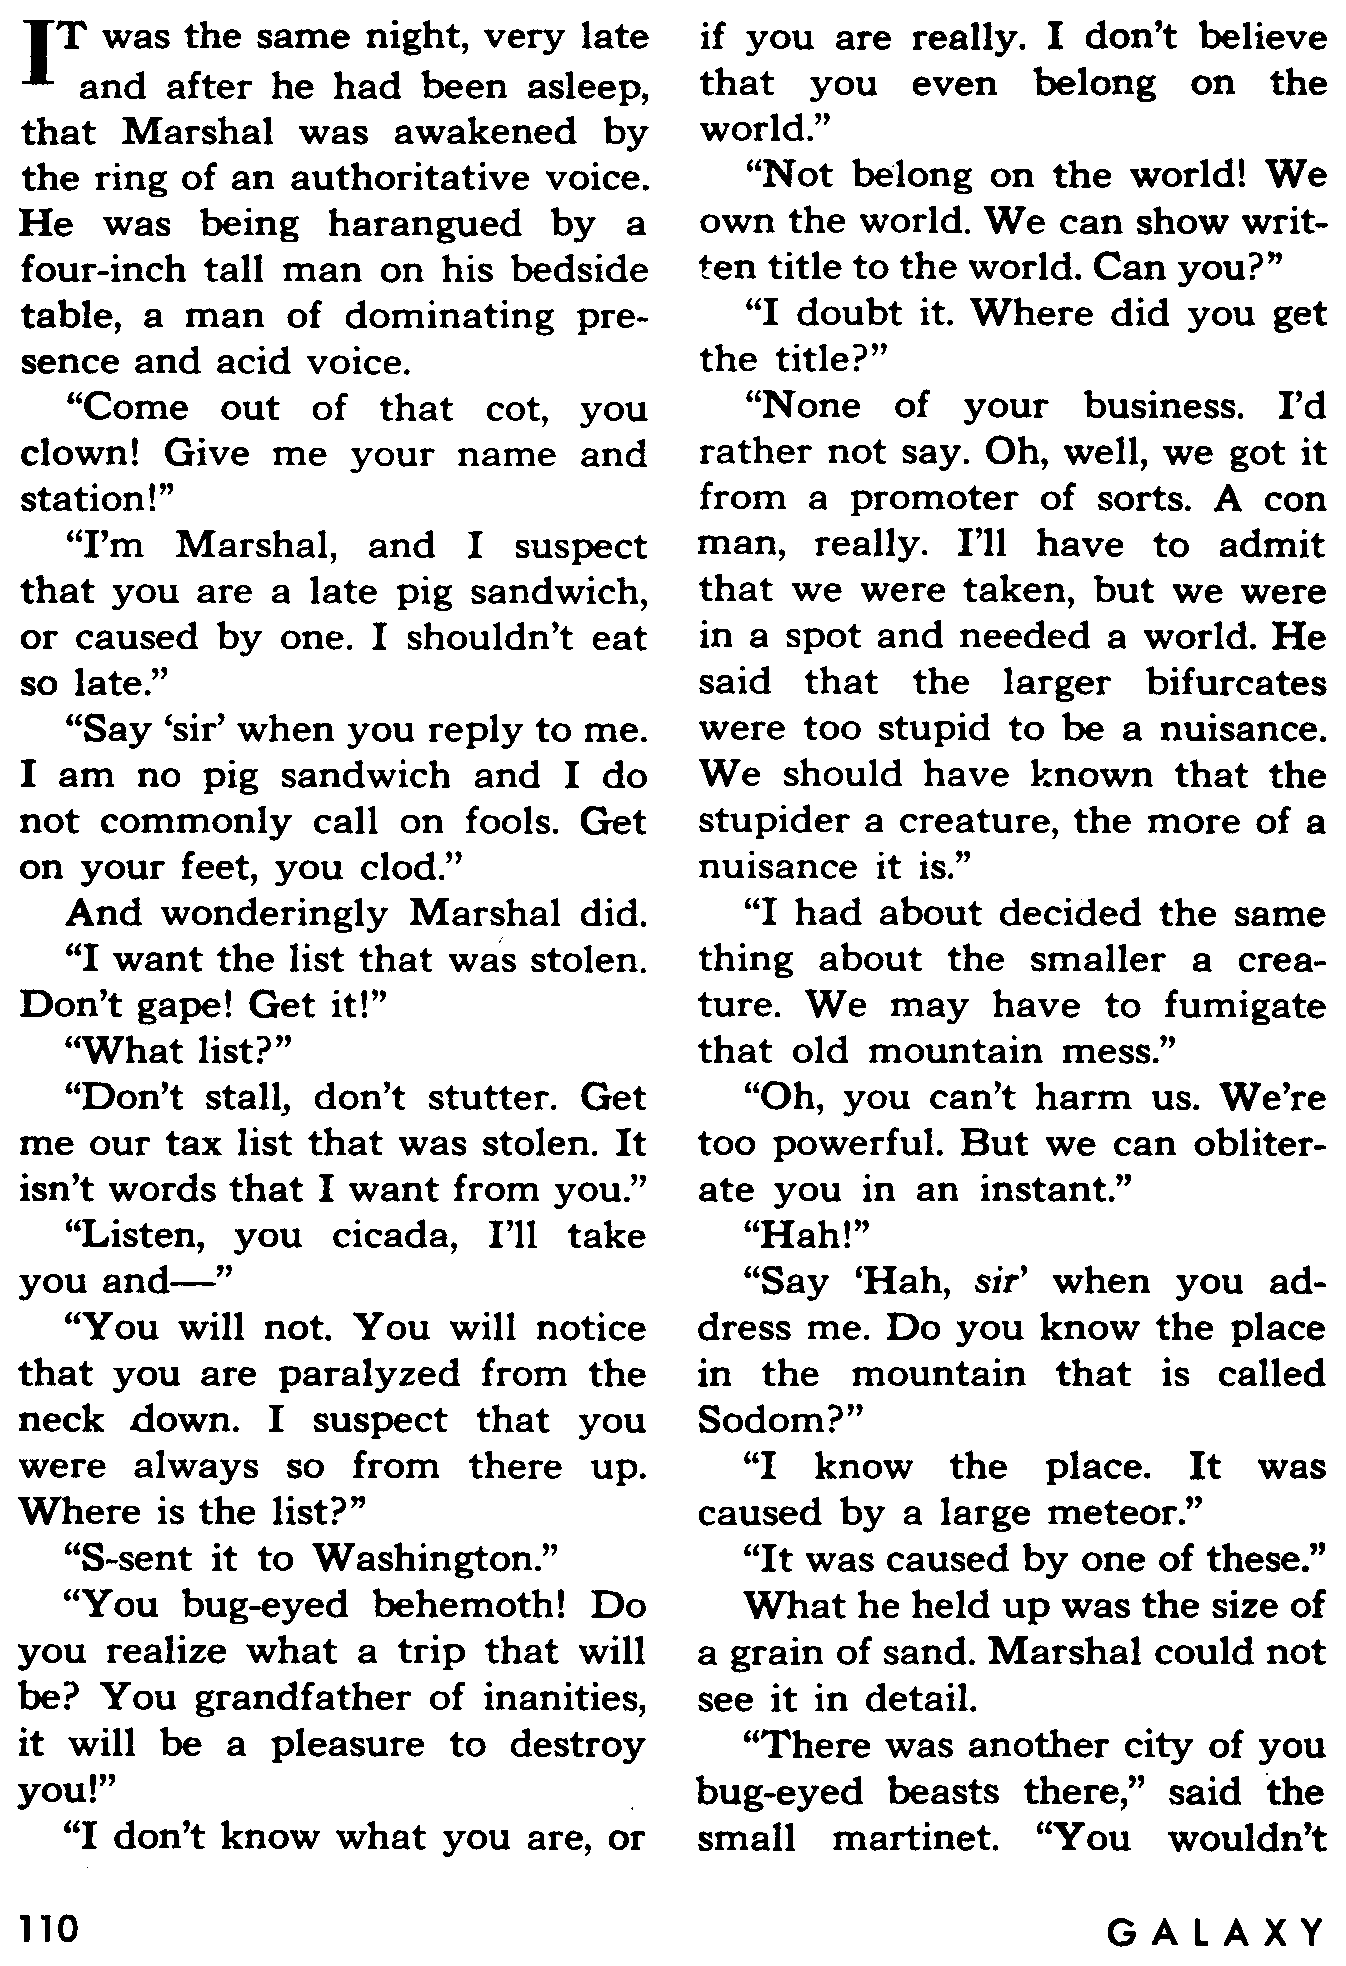 IT was the same night, very late
and after he had been asleep,
that Marshal was awakened by
the ring of an authoritative voice.
He was being harangued by a
four-inch tall man on his bedside
table, a man of dominating pre-
sence and acid voice.
“Come out of that cot, you
clown! Give me your name and
station!”
“I’m Marshal, and I suspect
that you are a late pig sandwich,
or caused by one. I shouldn’t eat
so late.”
“Say ‘sir’ when you reply to me.
I am no pig sandwich and I do
not commonly call on fools. Get
on your feet, you clod.”
And wonderingly Marshal did.
“I want the list that was stolen.
Don’t gape! Get it!”
“What list?”
“Don’t stall, don’t stutter. Get
me our tax list that was stolen. It
isn’t words that I want from you.”
“Listen, you cicada, I’ll take
you and—”
“You will not. You will notice
that you are paralyzed from the
neck down. I suspect that you
were always so from there up.
Where is the list?”
“S-sent it to Washington.”
“You bug-eyed behemoth! Do
you realize what a trip that will
be? You grandfather of inanities,
it will be a pleasure to destroy
you!”
“I don’t know what you are, or
if you are really. I don’t believe
that you even belong on the
world.”
“Not belong on the world! We
own the world. We can show writ-
ten title to the world. Can you?”
“I doubt it. Where did you get
the title?”
“None of your business. I’d
rather not say. Oh, well, we got it
from a promoter of sorts. A con
man, really. I’ll have to admit
that we were taken, but we were
in a spot and needed a world. He
said that the larger bifurcates
were too stupid to be a nuisance.
We should have known that the
stupider a creature, the more of a
nuisance it is.”
“I had about decided the same
thing about the smaller a crea-
ture. We may have to fumigate
that old mountain mess.”
“Oh, you can’t harm us. We’re
too powerful. But we can obliter-
ate you in an instant.”
“Hah!”
“Say ‘Hah, sir’ when you ad-
dress me. Do you know the place
in the mountain that is called
Sodom?”
“I know the place. It was
caused by a large meteor.”
“It was caused by one of these.”
What he held up was the size of
a grain of sand. Marshal could not
see it in detail.
“There was another city of you
bug-eyed beasts there,” said the
small martinet. “You wouldn’t
110
GALAXY